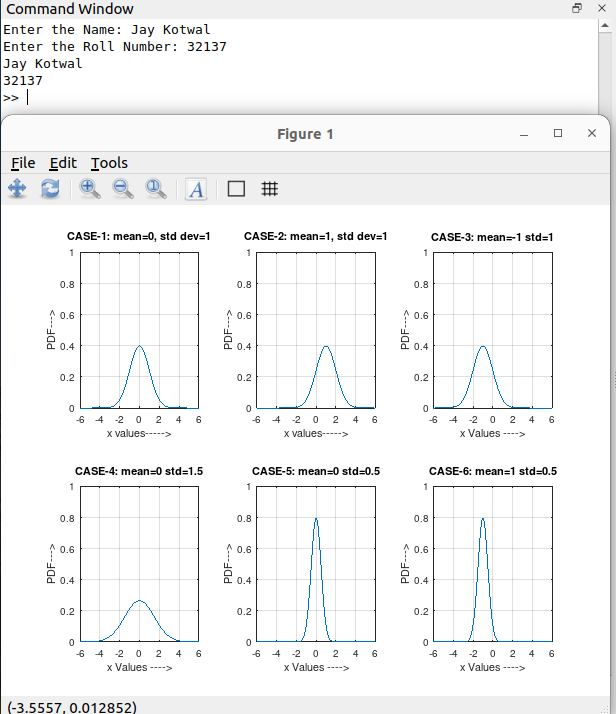 Command Window
Enter the Name: Jay Kotwal
Enter the Roll Number: 32137
Jay Kotwal
32137
>>
Figure 1
File Edit Tools
A
CASE-1: mean=0, std dev=1
1
0.8
0.6
0.4
0.2
0
PDF--->
-6 -4 -2 0 2 4 6
x values----->
CASE-2: mean=1, std dev=1
1
0.8
0.6
0.4
0.2
0
PDF--->
-6 -4 -2 0 2 4 6
x values----->
CASE-3: mean=-1 std=1
1
0.8
0.6
0.4
0.2
0
PDF--->
-6 -4 -2 0 2 4 6
x Values ---->
CASE-4: mean=0 std=1.5
1
0.8
0.6
0.4
0.2
0
PDF--->
-6 -4 -2 0 2 4 6
x Values ---->
CASE-5: mean=0 std=0.5
1
0.8
0.6
0.4
0.2
0
PDF--->
-6 -4 -2 0 2 4 6
x Values ---->
CASE-6: mean=1 std=0.5
1
0.8
0.6
0.4
0.2
0
PDF--->
-6 -4 -2 0 2 4 6
x Values ---->
(-3.5557, 0.012852)